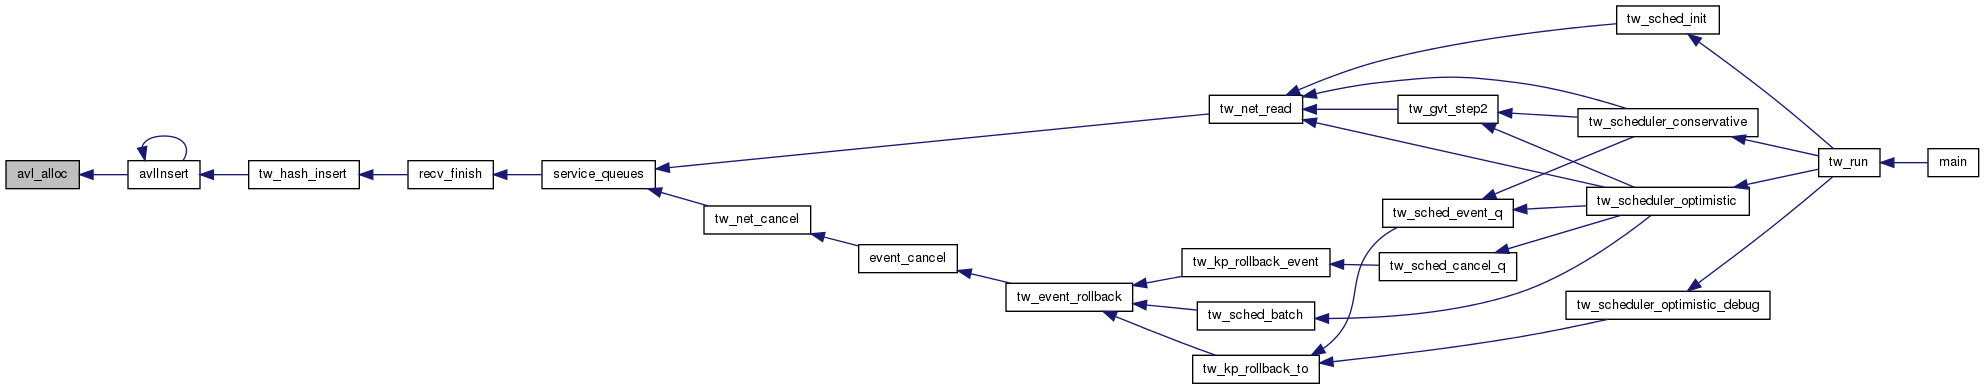 avl_alloc
avlInsert
tw_hash_insert
recv_finish
service_queues
tw_net_read
tw_net_cancel
event_cancel
tw_event_rollback
tw_kp_rollback_event
tw_sched_batch
tw_kp_rollback_to
tw_gvt_step2
tw_sched_event_q
tw_sched_cancel_q
tw_sched_init
tw_scheduler_conservative
tw_scheduler_optimistic
tw_scheduler_optimistic_debug
tw_run
main